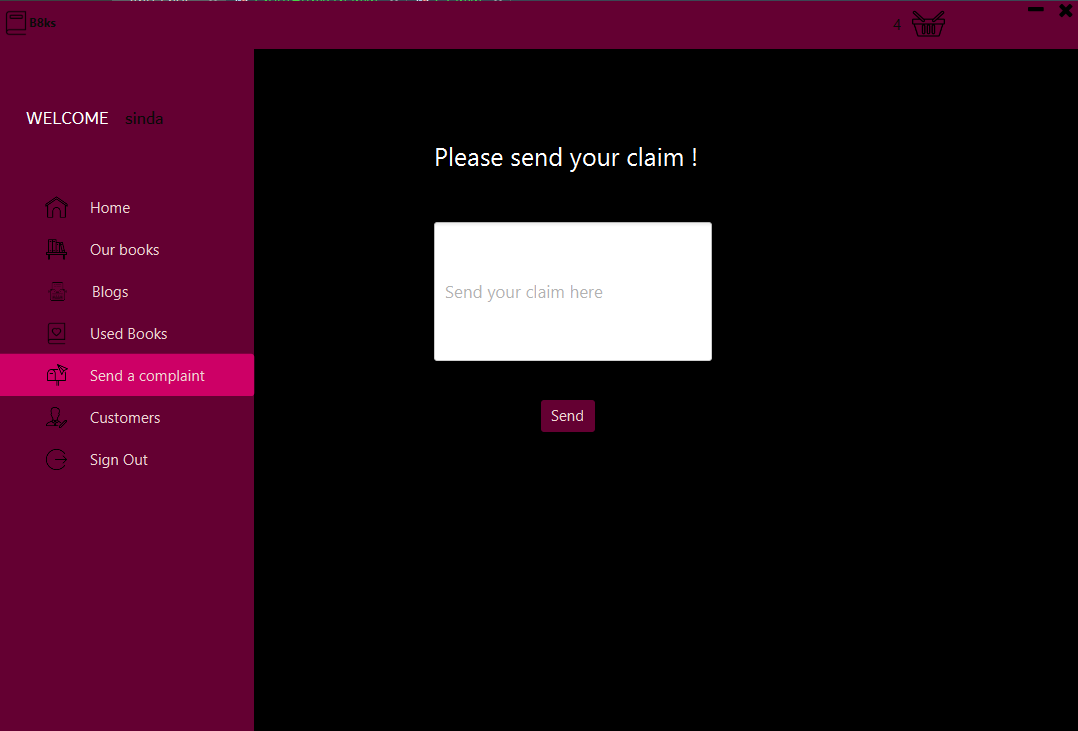 B8ks
4
WELCOME sinda
Home
Our books
Blogs
Used Books
Send a complaint
Customers
Sign Out
Please send your claim !
Send your claim here
Send